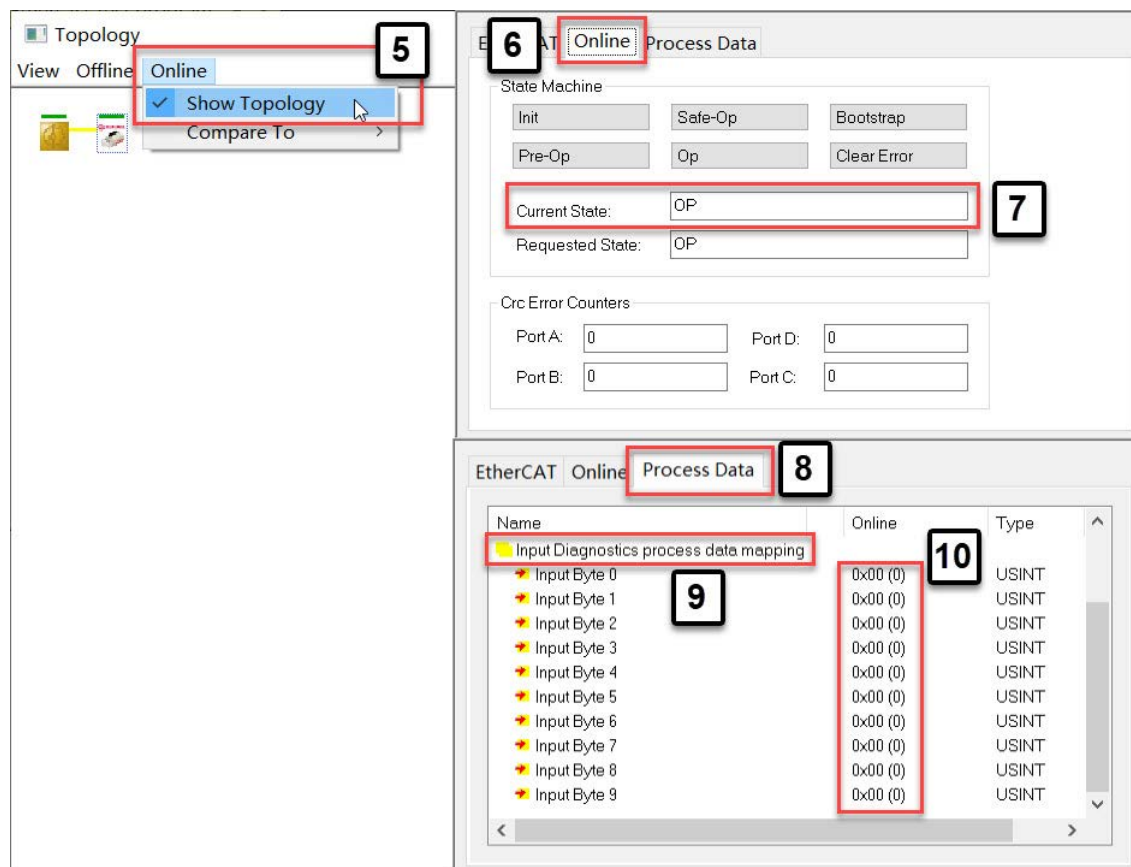 Topology
View Offline Online
5
Show Topology
Compare To >
6
Online Process Data
State Machine
Init Safe-Op Bootstrap
Pre-Op Op Clear Error
Current State: OP
7
Requested State: OP
Crc Error Counters
Port A: 0 Port D: 0
Port B: 0 Port C: 0
EtherCAT Online Process Data
8
Name Online Type
Input Diagnostics process data mapping
9
10
Input Byte 0 0x00 (0) USINT
Input Byte 1 0x00 (0) USINT
Input Byte 2 0x00 (0) USINT
Input Byte 3 0x00 (0) USINT
Input Byte 4 0x00 (0) USINT
Input Byte 5 0x00 (0) USINT
Input Byte 6 0x00 (0) USINT
Input Byte 7 0x00 (0) USINT
Input Byte 8 0x00 (0) USINT
Input Byte 9 0x00 (0) USINT